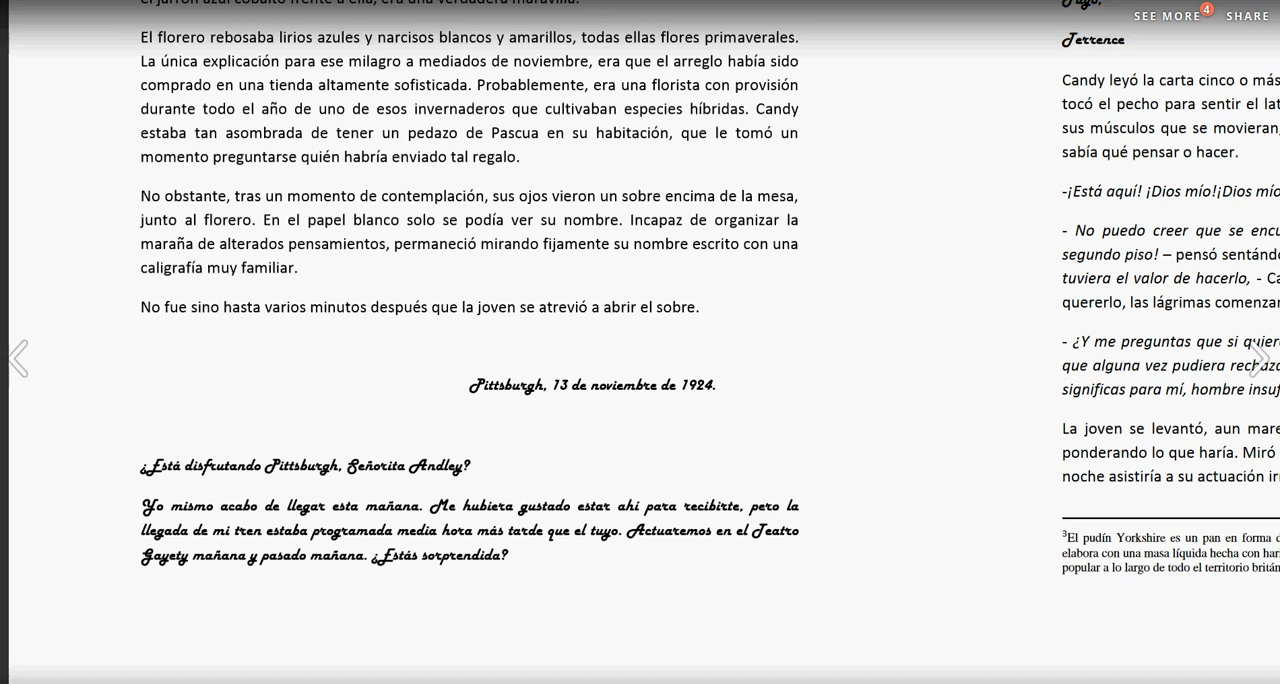 el jarrón azul cobalto frente a ella, era una verdadera maravilla.
El florero rebosaba lirios azules y narcisos blancos y amarillos, todas ellas flores primaverales.
La única explicación para ese milagro a mediados de noviembre, era que el arreglo había sido
comprado en una tienda altamente sofisticada. Probablemente, era una florista con provisión
durante todo el año de uno de esos invernaderos que cultivaban especies híbridas. Candy
estaba tan asombrada de tener un pedazo de Pascua en su habitación, que le tomó un
momento preguntarse quién habría enviado tal regalo.
No obstante, tras un momento de contemplación, sus ojos vieron un sobre encima de la mesa,
junto al florero. En el papel blanco solo se podía ver su nombre. Incapaz de organizar la
maraña de alterados pensamientos, permaneció mirando fijamente su nombre escrito con una
caligrafía muy familiar.
No fue sino hasta varios minutos después que la joven se atrevió a abrir el sobre.
Pittsburgh, 13 de noviembre de 1924.
¿Está disfrutando Pittsburgh, Señorita Andley?
Yo mismo acabo de llegar esta mañana. Me hubiera gustado estar ahí para recibirte, pero la
llegada de mi tren estaba programada media hora más tarde que el tuyo. Actuaremos en el Teatro
Gayety mañana y pasado mañana. ¿Estás sorprendida?
SEE MORE 4 SHARE
Terrence
Candy leyó la carta cinco o más
tocó el pecho para sentir el lat
sus músculos que se movieran,
sabía qué pensar o hacer.
-¡Está aquí! ¡Dios mío!¡Dios mío
- No puedo creer que se encu
segundo piso! – pensó sentándo
tuviera el valor de hacerlo, - Ca
quererlo, las lágrimas comenzar
- ¿Y me preguntas que si quier
que alguna vez pudiera rechaza
significas para mí, hombre insuf
La joven se levantó, aun mare
ponderando lo que haría. Miró
noche asistiría a su actuación ir
3El pudín Yorkshire es un pan en forma d
elabora con una masa líquida hecha con har
popular a lo largo de todo el territorio britán